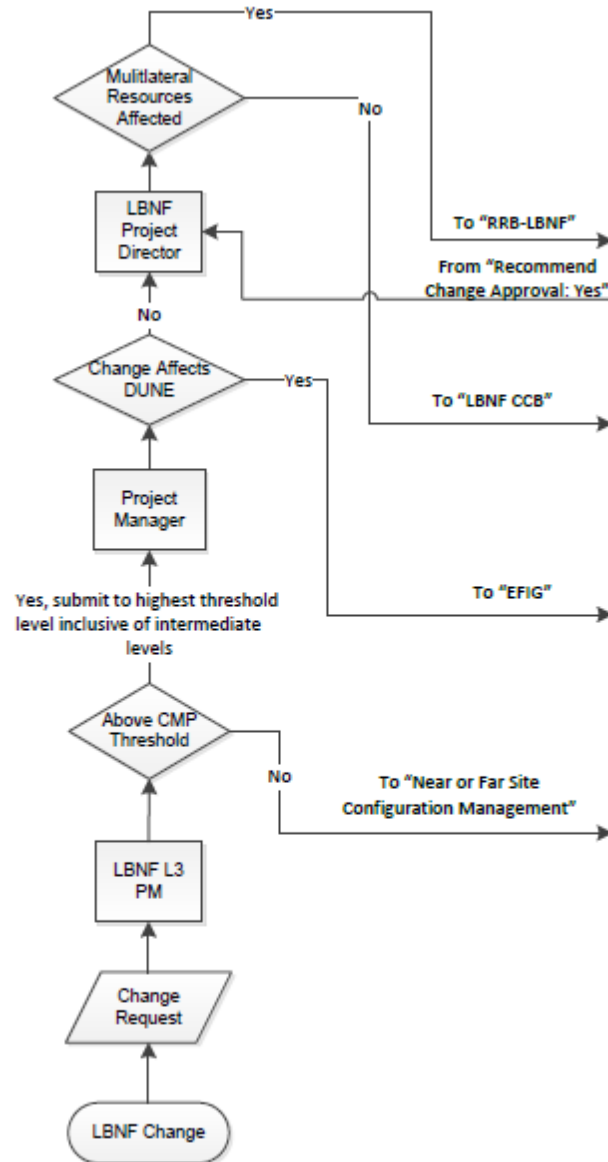 Yes
Mulitlateral
Resources
Affected
No
LBNF
Project
Director
To “RRB-LBNF”
From “Recommend
Change Approval: Yes”
No
Change Affects
DUNE
Yes
To “LBNF CCB”
Project
Manager
To “EFIG”
Yes, submit to highest threshold
level inclusive of intermediate
levels
Above CMP
Threshold
No
To “Near or Far Site
Configuration Management”
LBNF L3
PM
Change
Request
LBNF Change